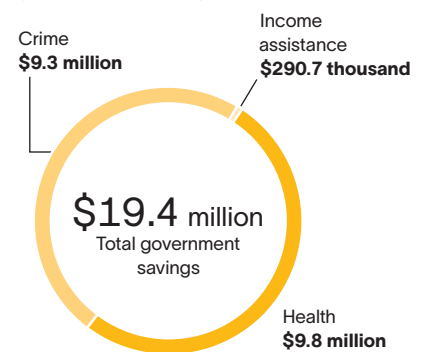 Income
assistance
$290.7 thousand
Crime
$9.3 million
$19.4 million
Total government
savings
Health
$9.8 million